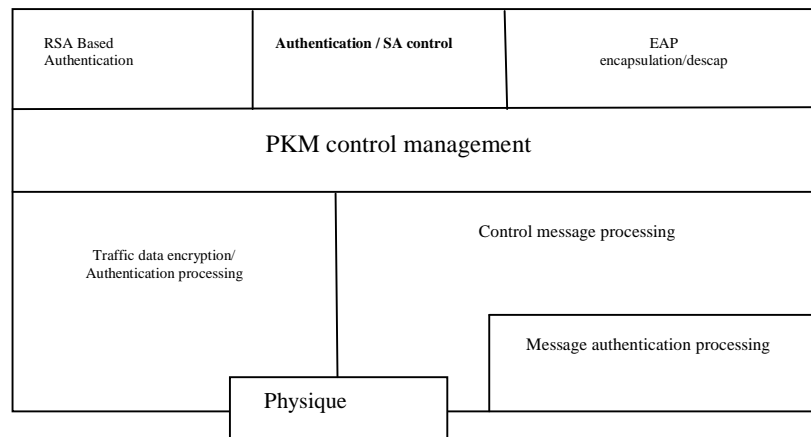 RSA Based
Authentication
Authentication / SA control
EAP
encapsulation/descap
PKM control management
Control message processing
Traffic data encryption/
Authentication processing
Message authentication processing
Physique